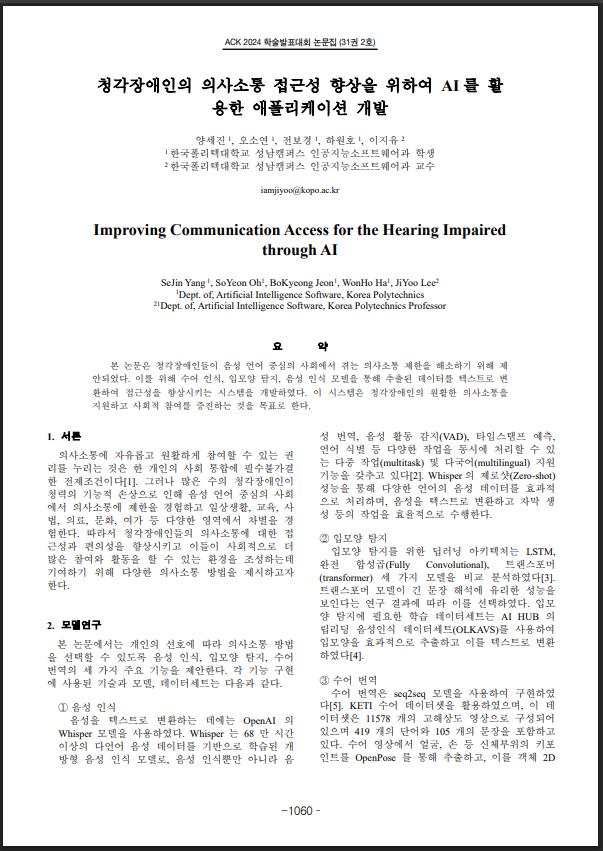 ACK 2024 학술발표대회 논문집 (31권 2호)
청각장애인의 의사소통 접근성 향상을 위하여 AI 를 활
용한 애플리케이션 개발
양세진 1, 오소연 1, 전보경 1, 하원호 1, 이지유 2
1 한국폴리텍대학교 성남캠퍼스 인공지능소프트웨어과 학생
2 한국폴리텍대학교 성남캠퍼스 인공지능소프트웨어과 교수
iamjiyoo@kopo.ac.kr
Improving Communication Access for the Hearing Impaired
through AI
SeJin Yang 1, SoYeon Oh1, BoKyeong Jeon1, WonHo Ha1, JiYoo Lee2
1Dept. of, Artificial Intelligence Software, Korea Polytechnics
21Dept. of, Artificial Intelligence Software, Korea Polytechnics Professor
요 약
본 논문은 청각장애인들이 음성 언어 중심의 사회에서 겪는 의사소통 제한을 해소하기 위해 제
안되었다. 이를 위해 수어 인식, 입모양 탐지, 음성 인식 모델을 통해 추출된 데이터를 텍스트로 변
환하여 접근성을 향상시키는 시스템을 개발하였다. 이 시스템은 청각장애인의 원활한 의사소통을
지원하고 사회적 참여를 증진하는 것을 목표로 한다.
1. 서론
의사소통에 자유롭고 원활하게 참여할 수 있는 권
리를 누리는 것은 한 개인의 사회 통합에 필수불가결
한 전제조건이다[1]. 그러나 많은 수의 청각장애인이
청력의 기능적 손상으로 인해 음성 언어 중심의 사회
에서 의사소통에 제한을 경험하고 일상생활, 교육, 사
법, 의료, 문화, 여가 등 다양한 영역에서 차별을 경
험한다. 따라서 청각장애인들의 의사소통에 대한 접
근성과 편의성을 향상시키고 이들이 사회적으로 더
많은 참여와 활동을 할 수 있는 환경을 조성하는데
기여하기 위해 다양한 의사소통 방법을 제시하고자
한다.
2. 모델연구
본 논문에서는 개인의 선호에 따라 의사소통 방법
을 선택할 수 있도록 음성 인식, 입모양 탐지, 수어
번역의 세 가지 주요 기능을 제안한다. 각 기능 구현
에 사용된 기술과 모델, 데이터세트는 다음과 같다.
① 음성 인식
음성을 텍스트로 변환하는 데에는 OpenAI 의
Whisper 모델을 사용하였다. Whisper 는 68 만 시간
이상의 다언어 음성 데이터를 기반으로 학습된 개
방형 음성 인식 모델로, 음성 인식뿐만 아니라 음
성 번역, 음성 활동 감지(VAD), 타임스탬프 예측,
언어 식별 등 다양한 작업을 동시에 처리할 수 있
는 다중 작업(multitask) 및 다국어(multilingual) 지원
기능을 갖추고 있다[2]. Whisper 의 제로샷(Zero-shot)
성능을 통해 다양한 언어의 음성 데이터를 효과적
으로 처리하며, 음성을 텍스트로 변환하고 자막 생
성 등의 작업을 효율적으로 수행한다.
② 입모양 탐지
입모양 탐지를 위한 딥러닝 아키텍처는 LSTM,
완전 합성곱(Fully Convolutional), 트랜스포머
(transformer) 세 가지 모델을 비교 분석하였다[3].
트랜스포머 모델이 긴 문장 해석에 유리한 성능을
보인다는 연구 결과에 따라 이를 선택하였다. 입모
양 탐지에 필요한 학습 데이터세트는 AI HUB 의
립리딩 음성인식 데이터세트(OLKAVS)를 사용하여
입모양을 효과적으로 추출하고 이를 텍스트로 변환
하였다[4].
③ 수어 번역
수어 번역은 seq2seq 모델을 사용하여 구현하였
다[5]. KETI 수어 데이터셋을 활용하였으며, 이 데
이터셋은 11578 개의 고해상도 영상으로 구성되어
있으며 419 개의 단어와 105 개의 문장을 포함하고
있다. 수어 영상에서 얼굴, 손 등 신체부위의 키포
인트를 OpenPose 를 통해 추출하고, 이를 객체 2D
-1060 -